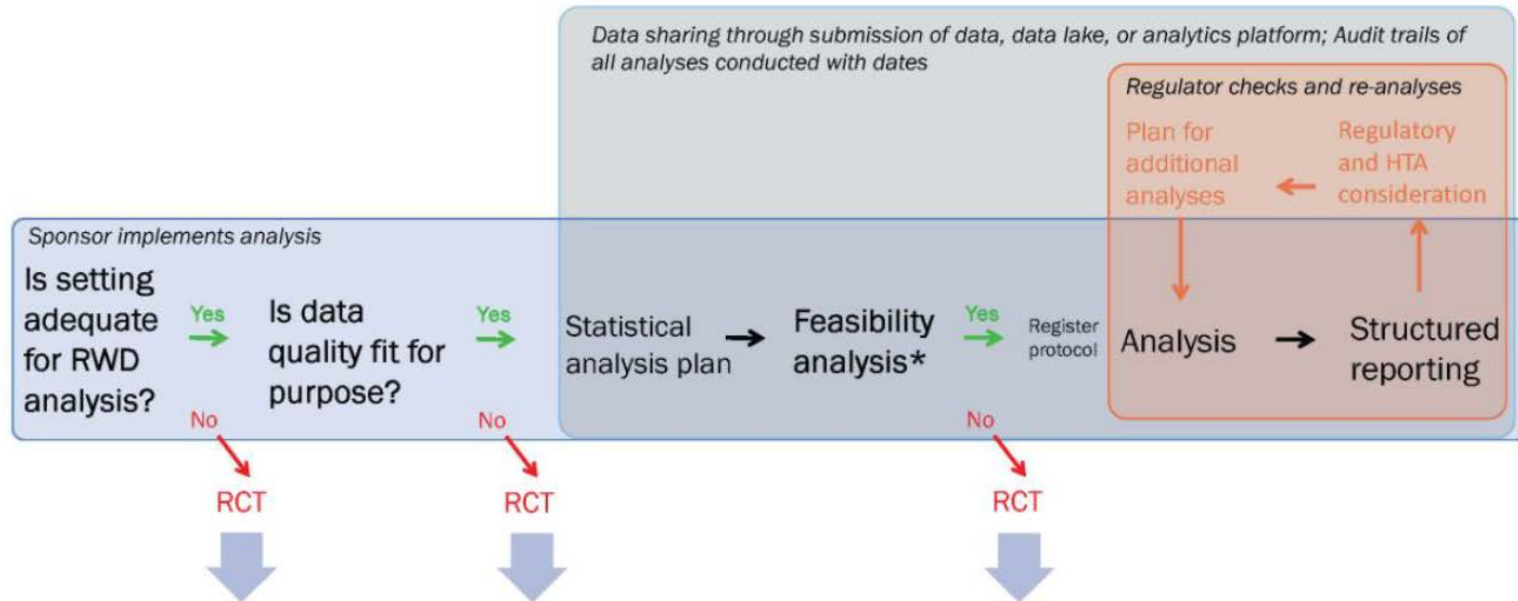 Data sharing through submission of data, data lake, or analytics platform; Audit trails of
all analyses conducted with dates
Regulator checks and re-analyses
Plan for
additional
analyses
Regulatory
and HTA
consideration
Sponsor implements analysis
Is setting
adequate
for RWD
analysis?
Yes
No
RCT
Is data
quality fit for
purpose?
Yes
No
RCT
Statistical
analysis plan
Feasibility
analysis*
Yes
No
RCT
Register
protocol
Analysis
Structured
reporting